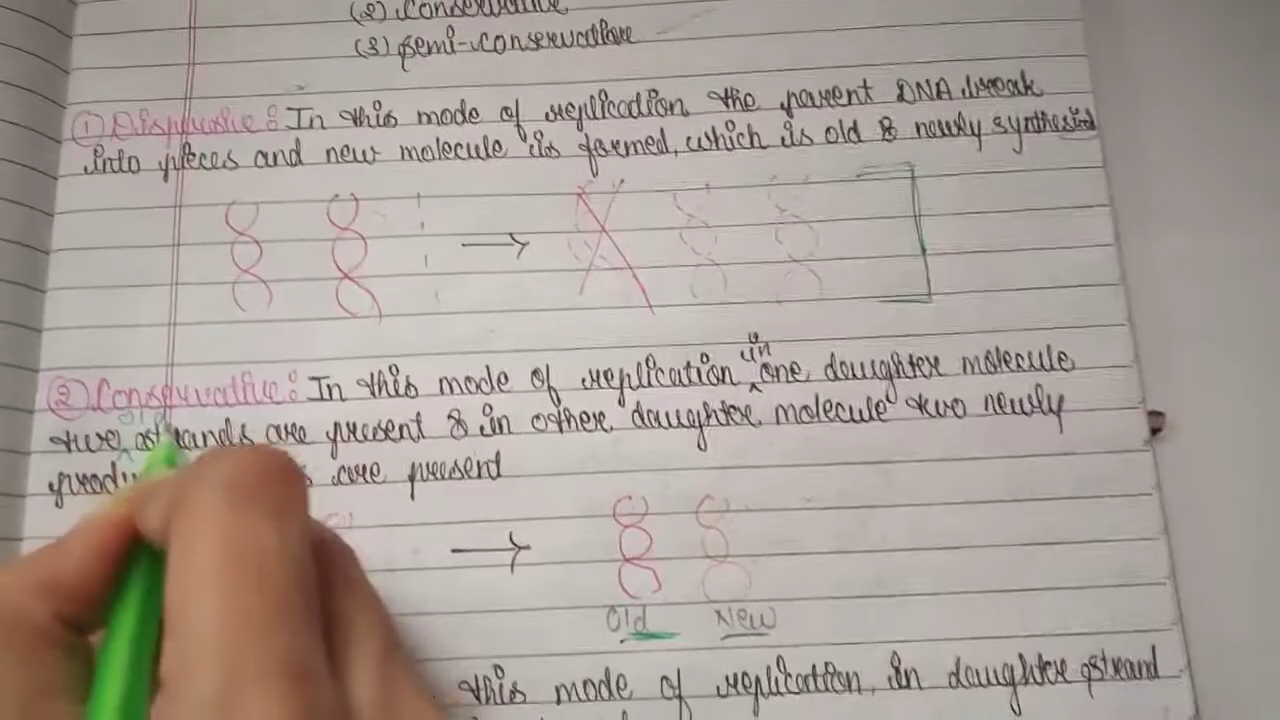 (2) Conservative
(3) Semi-Conservative
① Dispersive: In this mode of replication the parent DNA break
into pieces and new molecule is formed, which is old & newly synthesized
② Conservative: In this mode of replication in one daughter molecule
two old strands are present & in other daughter molecule two newly
are present
Old New
this mode of replication, in daughter strand